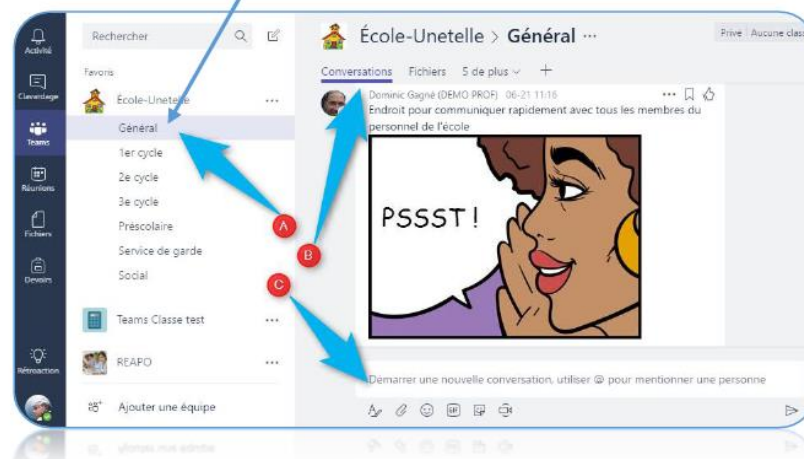 Activité
Clavardage
Teams
Réunions
Fichiers
Devoirs
Rétroaction
Rechercher
Favoris
École-Unetelle
Général
1er cycle
2e cycle
3e cycle
Préscolaire
Service de garde
Social
Teams Classe test
REAPO
Ajouter une équipe
École-Unetelle > Général ...
Privé Aucune
Conversations Fichiers 5 de plus +
Dominic Gagné (DEMO PROF) 06-21 11:16
Endroit pour communiquer rapidement avec tous les membres du
personnel de l'école
PSSST !
A
B
C
Démarrer une nouvelle conversation, utiliser @ pour mentionner une personne
GIF